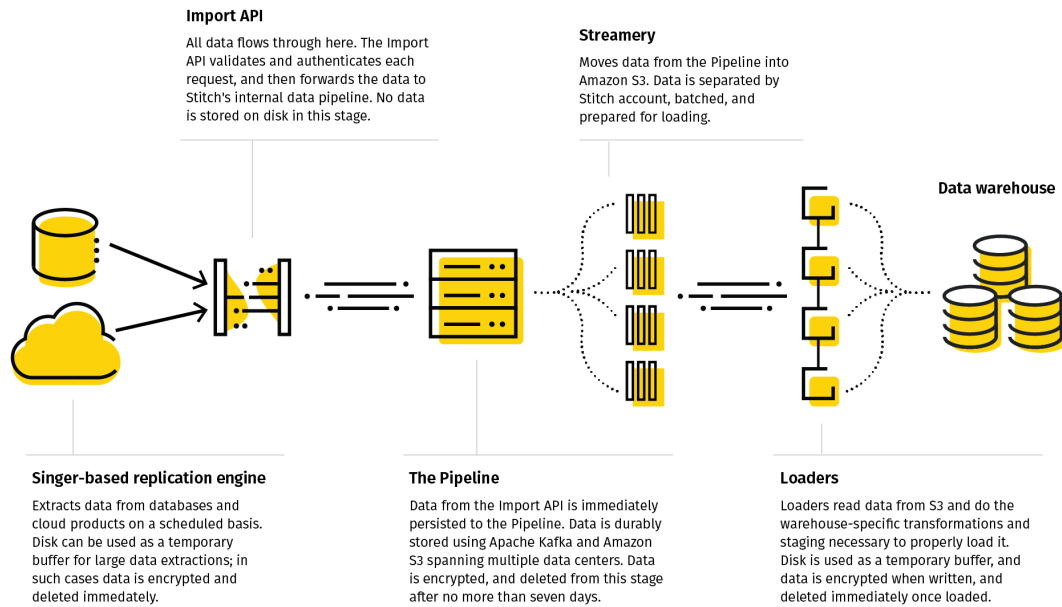 Import API
All data flows through here. The Import
API validates and authenticates each
request, and then forwards the data to
Stitch's internal data pipeline. No data
is stored on disk in this stage.
Streamery
Moves data from the Pipeline into
Amazon S3. Data is separated by
Stitch account, batched, and
prepared for loading.
Data warehouse
Singer-based replication engine
Extracts data from databases and
cloud products on a scheduled basis.
Disk can be used as a temporary
buffer for large data extractions; in
such cases data is encrypted and
deleted immedately.
The Pipeline
Data from the Import API is immediately
persisted to the Pipeline. Data is durably
stored using Apache Kafka and Amazon
S3 spanning multiple data centers. Data
is encrypted, and deleted from this stage
after no more than seven days.
Loaders
Loaders read data from S3 and do the
warehouse-specific transformations and
staging necessary to properly load it.
Disk is used as a temporary buffer, and
data is encrypted when written, and
deleted immediately once loaded.